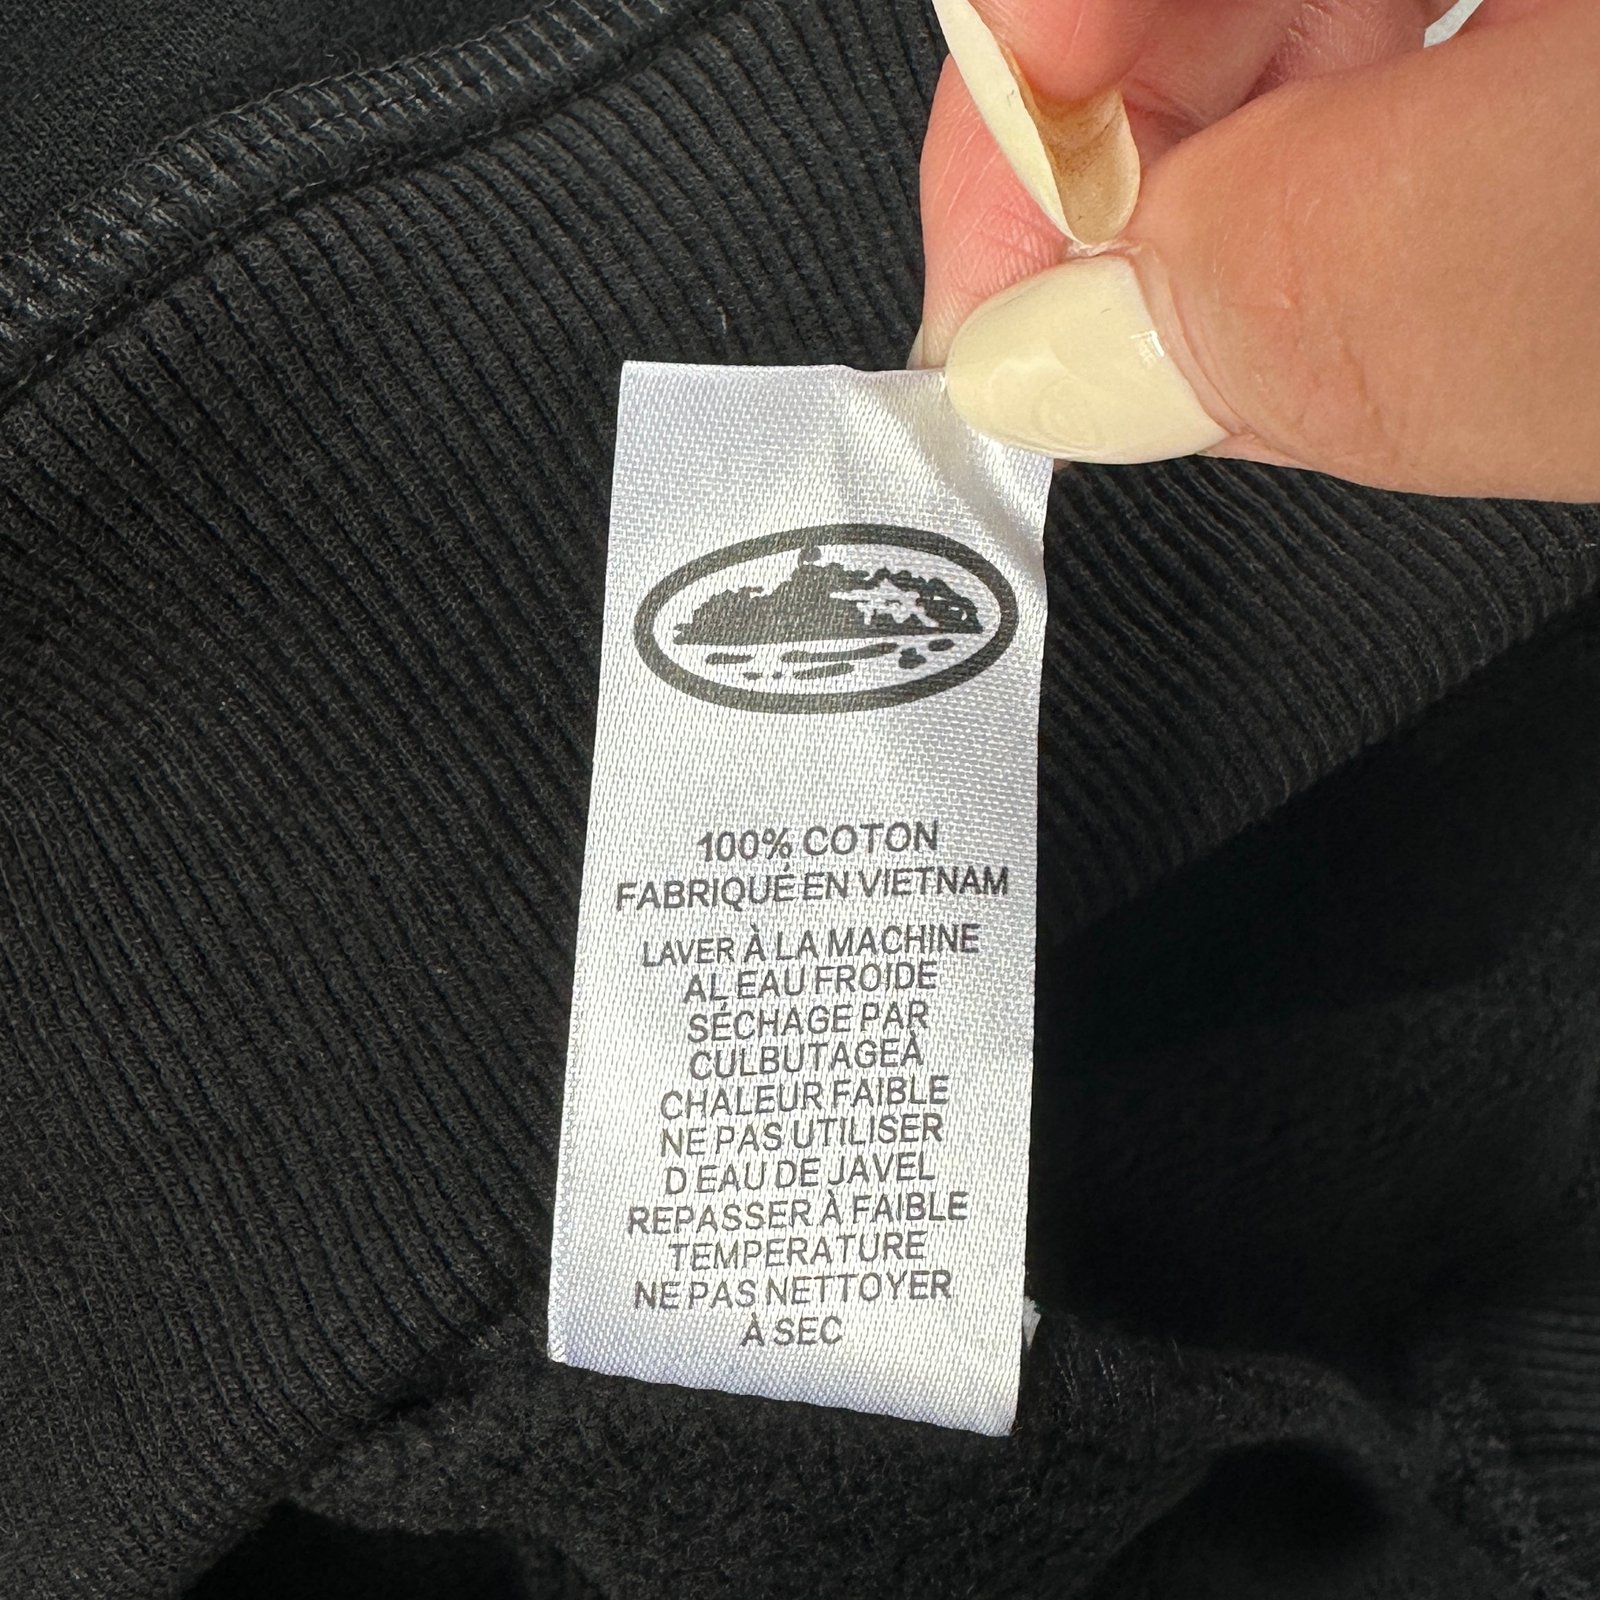 100% COTON
FABRIQUÉ EN VIETNAM
LAVER À LA MACHINE
A L EAU FROIDE
SÉCHAGE PAR
CULBUTAGEÀ
CHALEUR FAIBLE
NE PAS UTILISER
D EAU DE JAVEL
REPASSER À FAIBLE
TEMPERATURE
NE PAS NETTOYER
À SEC